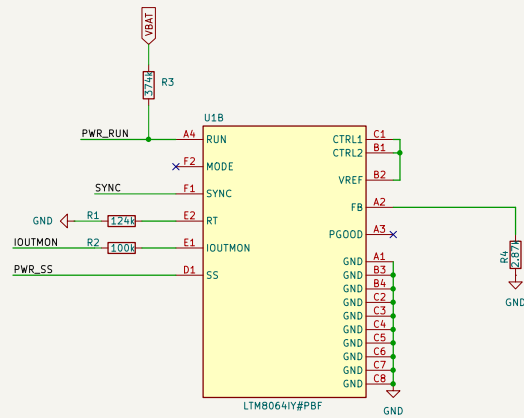 VBAT
374k
R3
U1B
PWR_RUN
A4
RUN
CTRL1
C1
CTRL2
B1
F2
MODE
VREF
B2
SYNC
F1
SYNC
FB
A2
GND
R1
124k
E2
RT
PGOOD
A3
IOUTMON
R2
100k
E1
IOUTMON
R4
2.87k
GND
PWR_SS
D1
SS
GND
A1
GND
B3
GND
B4
GND
C2
GND
C3
GND
C4
GND
C5
GND
C6
GND
C7
GND
C8
LTM8064IY#PBF
GND